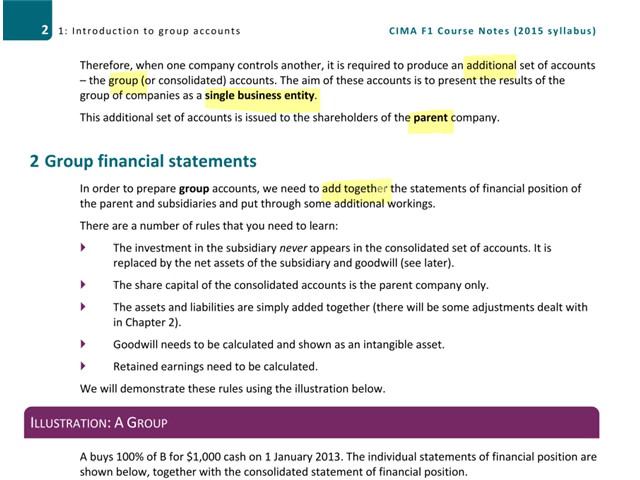 2 1: Introduction to group accounts CIMA F1 Course Notes (2015 syllabus)
Therefore, when one company controls another, it is required to produce an additional set of accounts
– the group (or consolidated) accounts. The aim of these accounts is to present the results of the
group of companies as a single business entity.
This additional set of accounts is issued to the shareholders of the parent company.
2 Group financial statements
In order to prepare group accounts, we need to add together the statements of financial position of
the parent and subsidiaries and put through some additional workings.
There are a number of rules that you need to learn:
The investment in the subsidiary never appears in the consolidated set of accounts. It is
replaced by the net assets of the subsidiary and goodwill (see later).
The share capital of the consolidated accounts is the parent company only.
The assets and liabilities are simply added together (there will be some adjustments dealt with
in Chapter 2).
Goodwill needs to be calculated and shown as an intangible asset.
Retained earnings need to be calculated.
We will demonstrate these rules using the illustration below.
ILLUSTRATION: A GROUP
A buys 100% of B for $1,000 cash on 1 January 2013. The individual statements of financial position are
shown below, together with the consolidated statement of financial position.